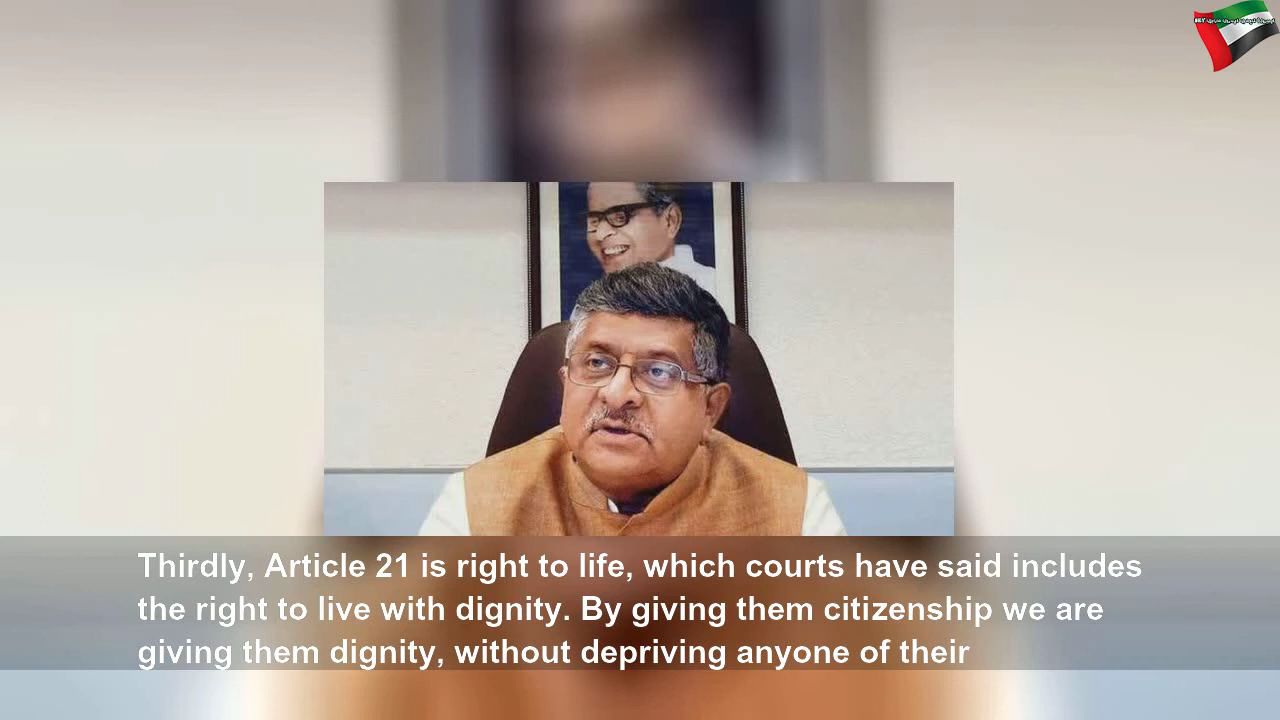 Thirdly, Article 21 is right to life, which courts have said includes
the right to live with dignity. By giving them citizenship we are
giving them dignity, without depriving anyone of their